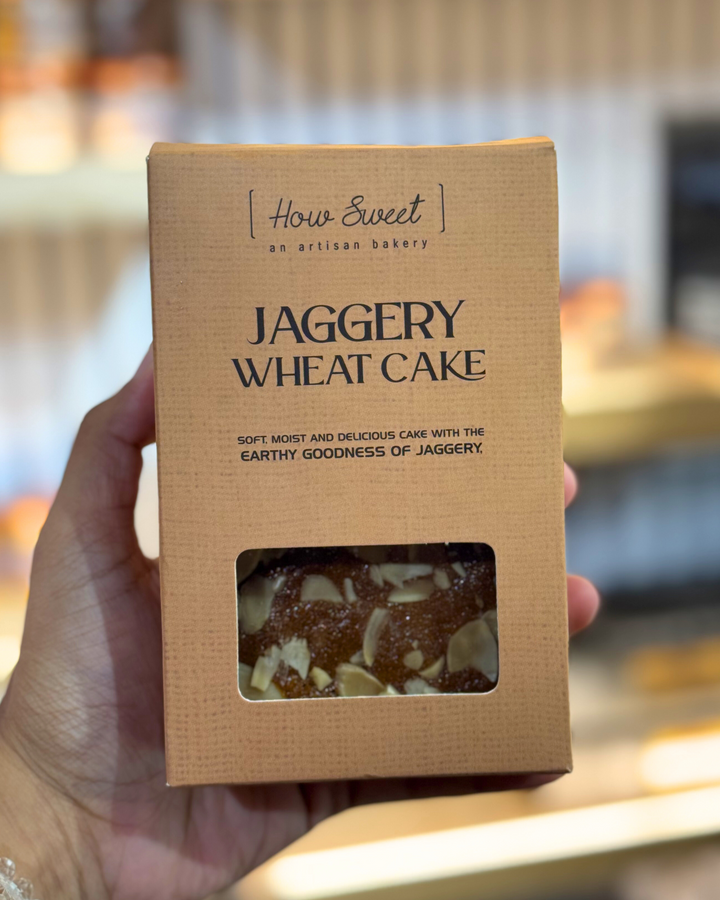 [How Sweet]
an artisan bakery
JAGGERY
WHEAT CAKE
SOFT, MOIST AND DELICIOUS CAKE WITH THE
EARTHY GOODNESS OF JAGGERY.